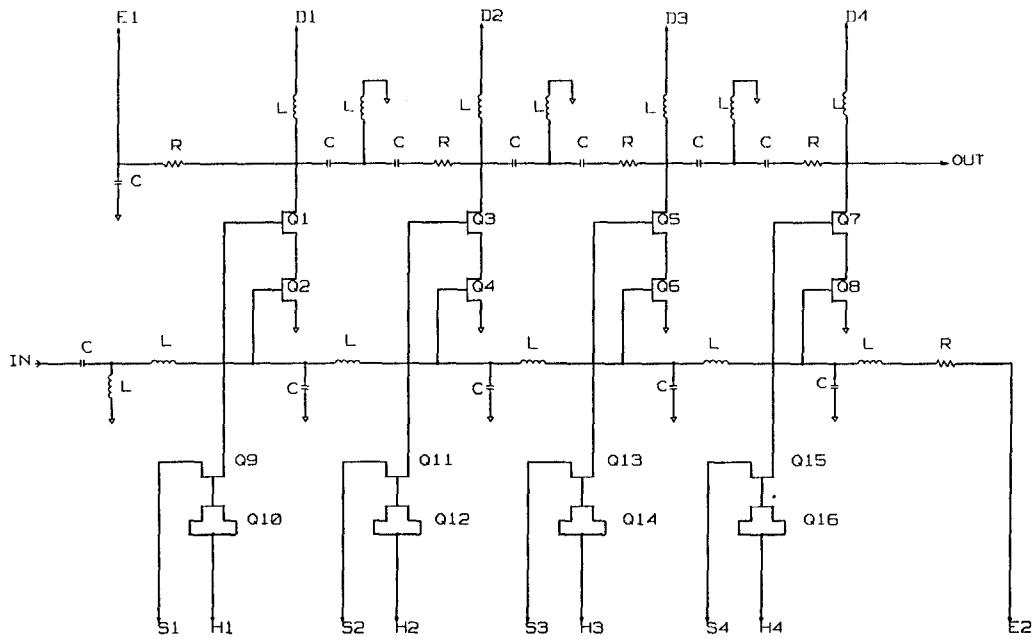 E1 D1 D2 D3 D4
L L L L L L L
R C C R C C R C C R OUT
C
Q1 Q3 Q5 Q7
Q2 Q4 Q6 Q8
IN C L L L L L R
L C C C C
Q9 Q11 Q13 Q15
Q10 Q12 Q14 Q16
S1 H1 S2 H2 S3 H3 S4 H4 E2